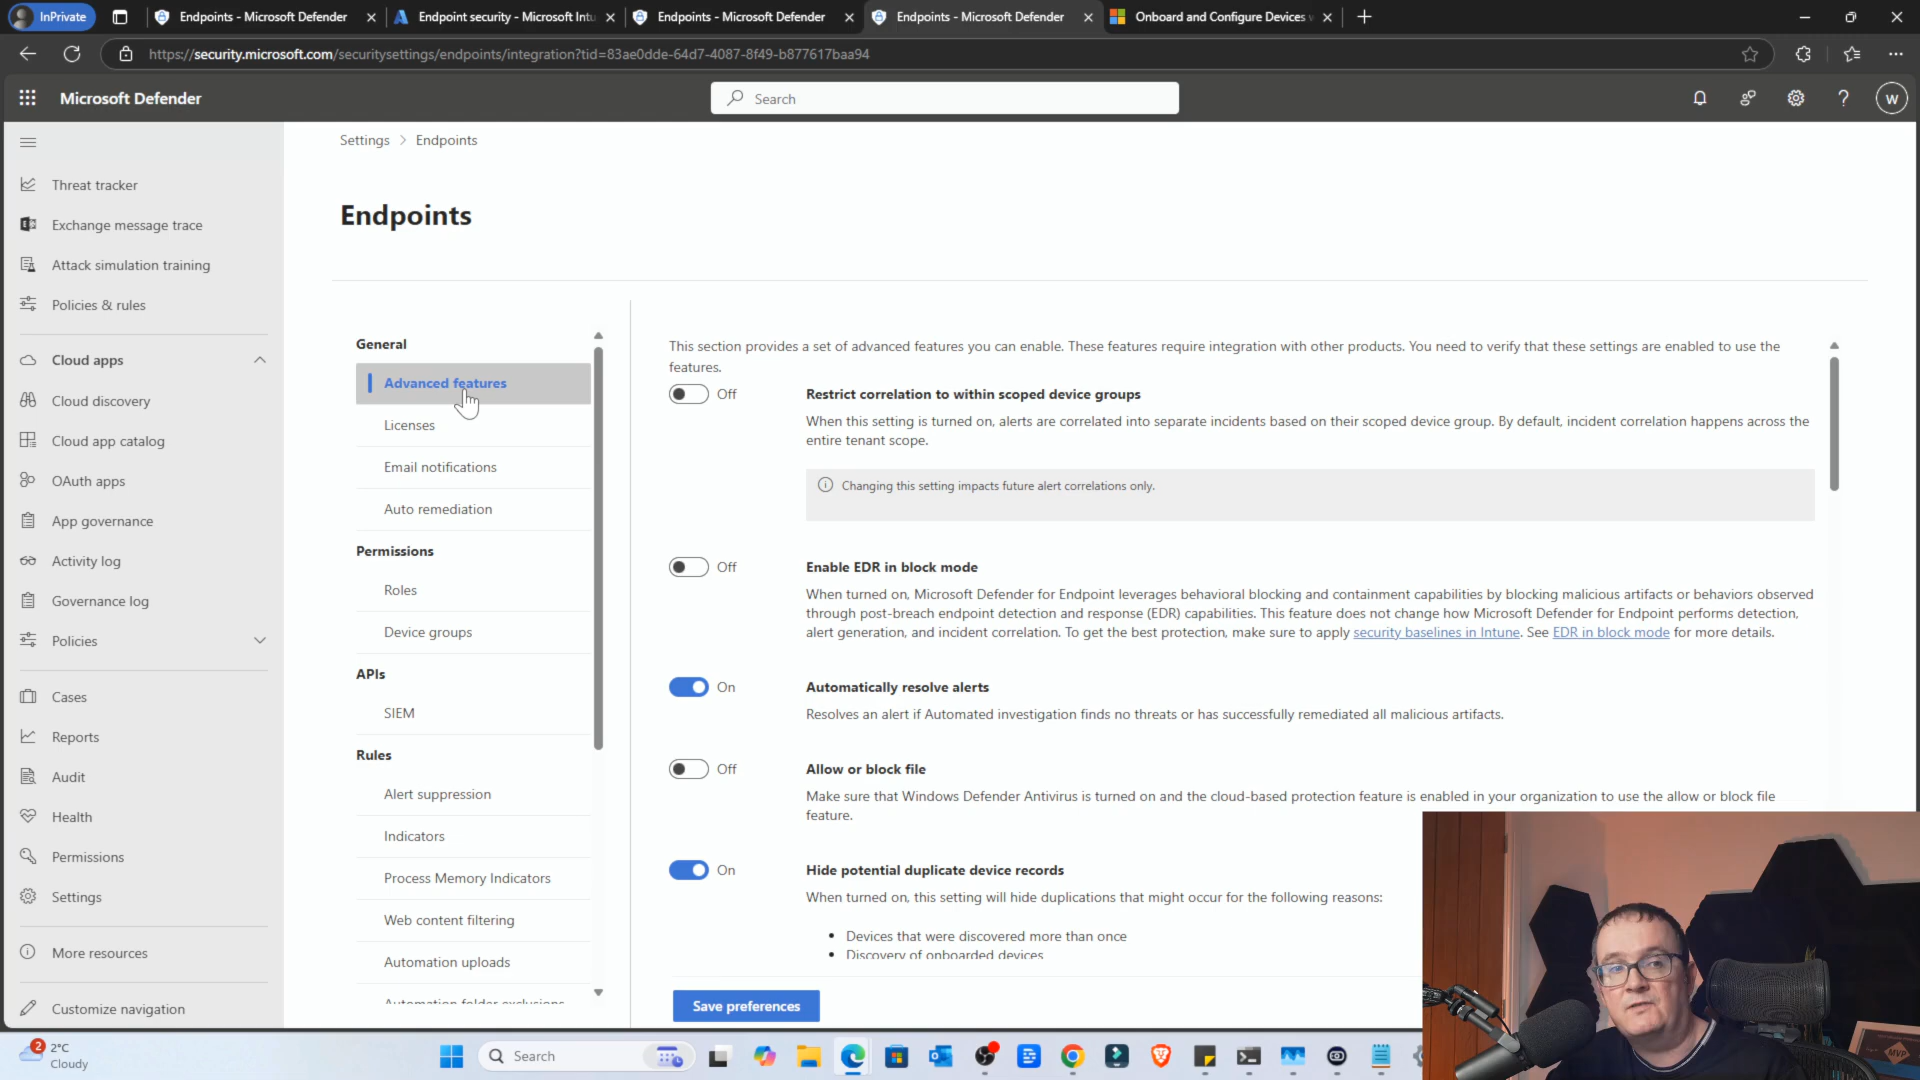 InPrivate
Endpoints - Microsoft Defender
Endpoint security - Microsoft Intu
Endpoints - Microsoft Defender
Endpoints - Microsoft Defender
Onboard and Configure Devices w
https://security.microsoft.com/securitysettings/endpoints/integration?tid=83ae0dde-64d7-4087-8f49-b877617baa94
Microsoft Defender
Search
W
Threat tracker
Exchange message trace
Attack simulation training
Policies & rules
Cloud apps
Cloud discovery
Cloud app catalog
OAuth apps
App governance
Activity log
Governance log
Policies
Cases
Reports
Audit
Health
Permissions
Settings
More resources
Customize navigation
Settings > Endpoints
Endpoints
General
Advanced features
Licenses
Email notifications
Auto remediation
Permissions
Roles
Device groups
APIs
SIEM
Rules
Alert suppression
Indicators
Process Memory Indicators
Web content filtering
Automation uploads
Automation folder exclusions
This section provides a set of advanced features you can enable. These features require integration with other products. You need to verify that these settings are enabled to use the
features.
Off
Restrict correlation to within scoped device groups
When this setting is turned on, alerts are correlated into separate incidents based on their scoped device group. By default, incident correlation happens across the
entire tenant scope.
Changing this setting impacts future alert correlations only.
Off
Enable EDR in block mode
When turned on, Microsoft Defender for Endpoint leverages behavioral blocking and containment capabilities by blocking malicious artifacts or behaviors observed
through post-breach endpoint detection and response (EDR) capabilities. This feature does not change how Microsoft Defender for Endpoint performs detection,
alert generation, and incident correlation. To get the best protection, make sure to apply security baselines in Intune. See EDR in block mode for more details.
On
Automatically resolve alerts
Resolves an alert if Automated investigation finds no threats or has successfully remediated all malicious artifacts.
Off
Allow or block file
Make sure that Windows Defender Antivirus is turned on and the cloud-based protection feature is enabled in your organization to use the allow or block file
feature.
On
Hide potential duplicate device records
When turned on, this setting will hide duplications that might occur for the following reasons:
• Devices that were discovered more than once
• Discovery of onboarded devices
Save preferences
MVP
2
2°C
Cloudy
Search